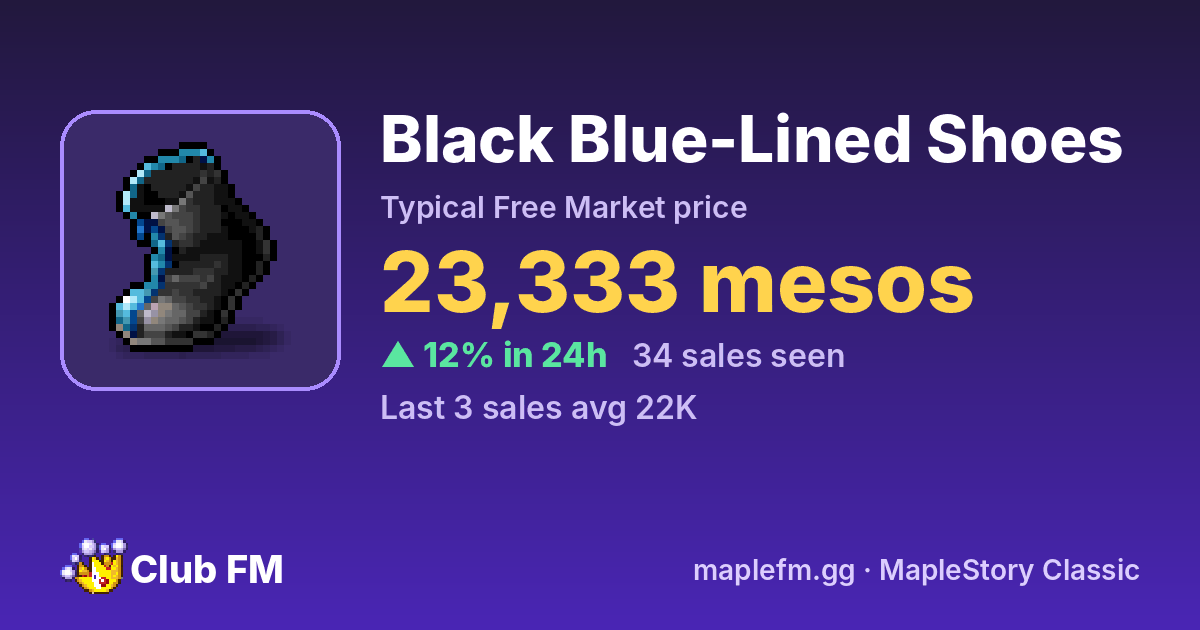 Black Blue-Lined Shoes
Typical Free Market price
23,333 mesos
▲ 12% in 24h 34 sales seen
Last 3 sales avg 22K
Club FM
maplefm.gg · MapleStory Classic